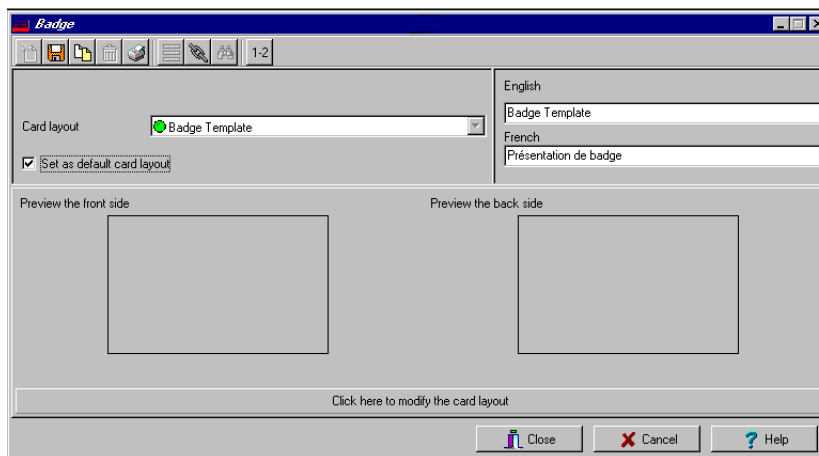 Badge
1-2
English
Badge Template
Card layout
Badge Template
French
Présentation de badge
Set as default card layout
Preview the front side
Preview the back side
Click here to modify the card layout
Close
Cancel
Help